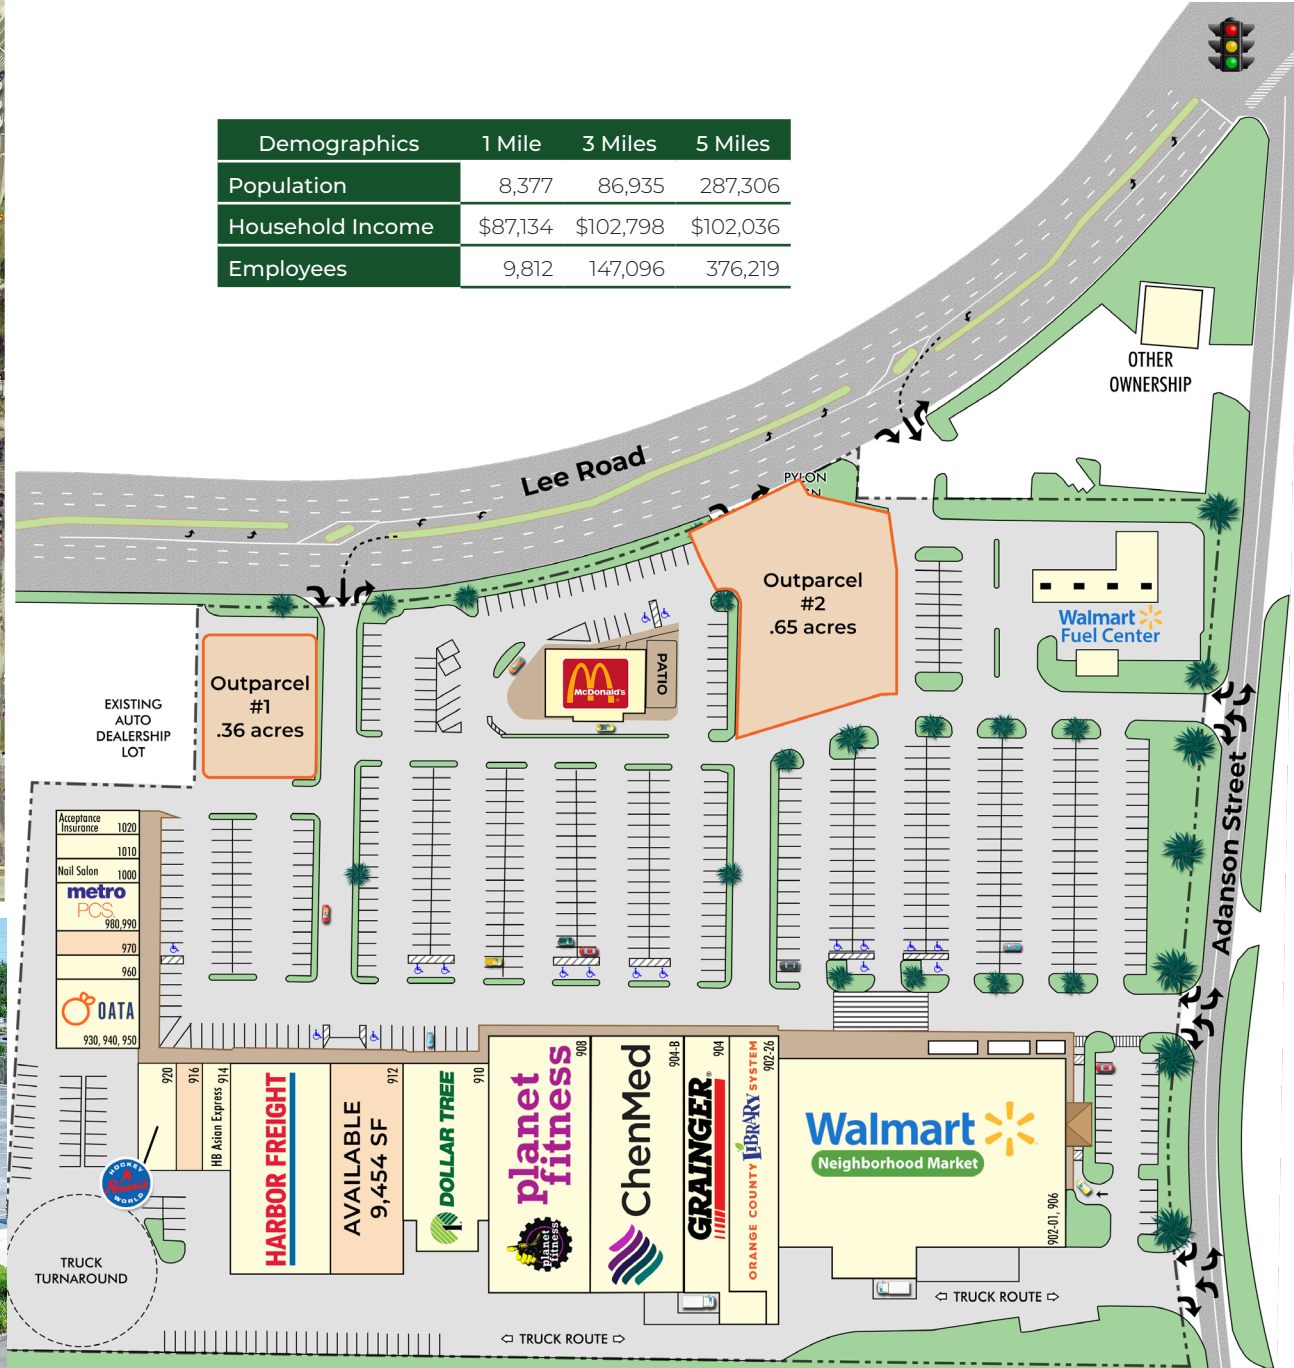 Demographics 1 Mile 3 Miles 5 Miles
Population 8,377 86,935 287,306
Household Income $87,134 $102,798 $102,036
Employees 9,812 147,096 376,219
OTHER
OWNERSHIP
Lee Road
PYLON
Outparcel
#2
.65 acres
Walmart
Fuel Center
McDonald's
PATIO
Outparcel
#1
.36 acres
EXISTING
AUTO
DEALERSHIP
LOT
Adanson Street
Acceptance
Insurance 1020
1010
Nail Salon 1000
metro
PCS.
980,990
970
960
OATA
930, 940, 950
920
916
HB Asian Express 914
HARBOR FREIGHT
912
AVAILABLE
9,454 SF
910
DOLLAR TREE
908
planet
fitness
planet
fitness
904-B
ChenMed
904
GRAINGER®
902-26
ORANGE COUNTY LIBRARY SYSTEM
Walmart
Neighborhood Market
902-01, 906
HOCKEY
Perani's
WORLD
TRUCK
TURNAROUND
TRUCK ROUTE
TRUCK ROUTE